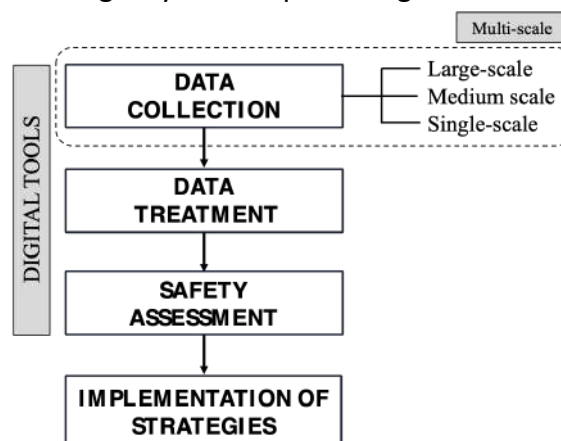 Multi-scale
DATA
COLLECTION
Large-scale
Medium scale
Single-scale
DIGITAL TOOLS
DATA
TREATMENT
SAFETY
ASSESSMENT
IMPLEMENTATION OF
STRATEGIES